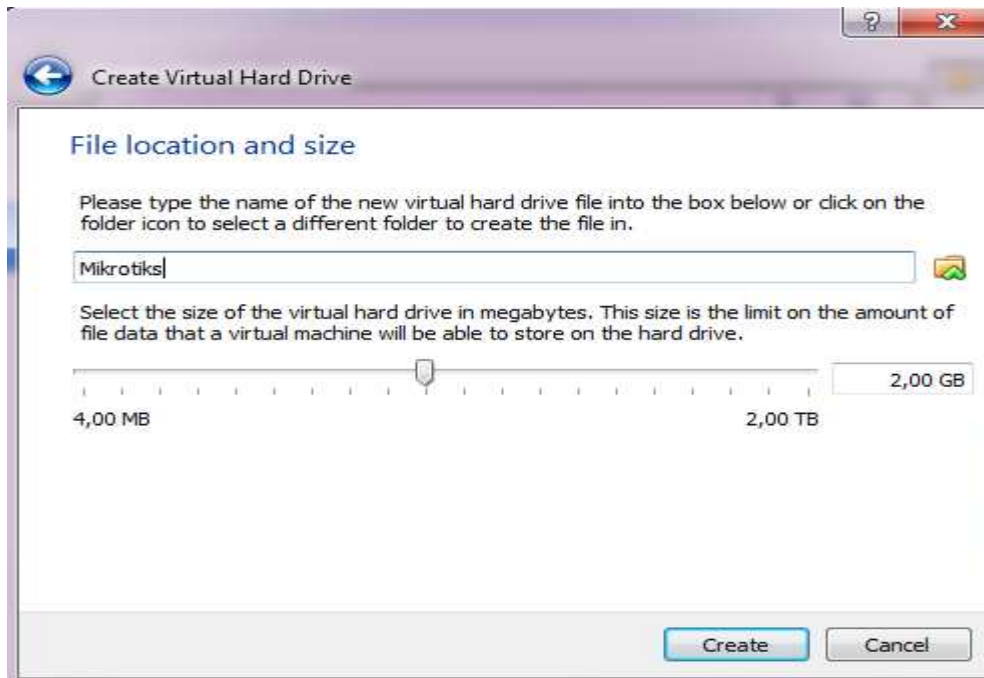 Create Virtual Hard Drive
File location and size
Please type the name of the new virtual hard drive file into the box below or click on the
folder icon to select a different folder to create the file in.
Mikrotiks
Select the size of the virtual hard drive in megabytes. This size is the limit on the amount of
file data that a virtual machine will be able to store on the hard drive.
2,00 GB
4,00 MB 2,00 TB
Create Cancel